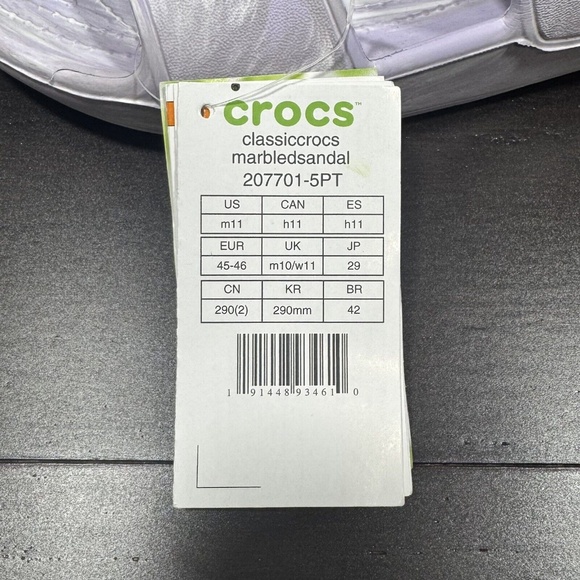 crocs™
classiccrocs
marbledsandal
207701-5PT
US CAN ES
m11 h11 h11
EUR UK JP
45-46 m10/w11 29
CN KR BR
290(2) 290mm 42
1 91448 93461 0